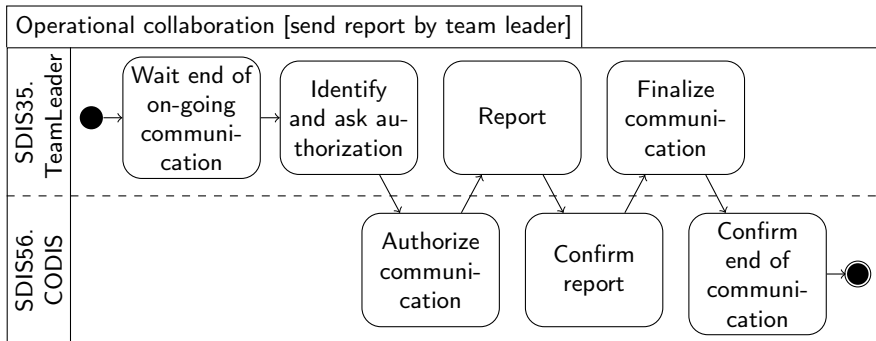 Operational collaboration [send report by team leader]
SDIS35.
TeamLeader
Wait end of
on-going
communi-
cation
Identify
and ask au-
thorization
Report
Finalize
communi-
cation
SDIS56.
CODIS
Authorize
communi-
cation
Confirm
report
Confirm
end of
communi-
cation